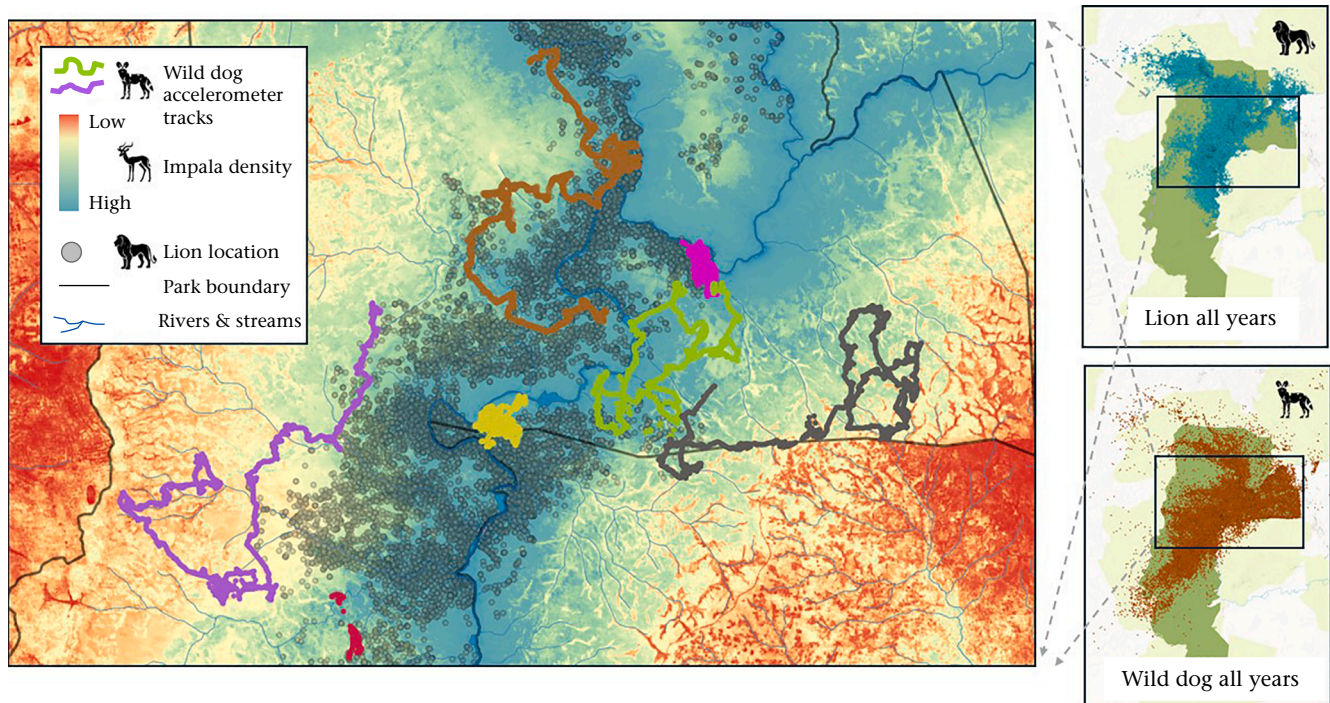 Wild dog
accelerometer
tracks
Low
Impala density
High
Lion location
Park boundary
Rivers & streams
Lion all years
Wild dog all years